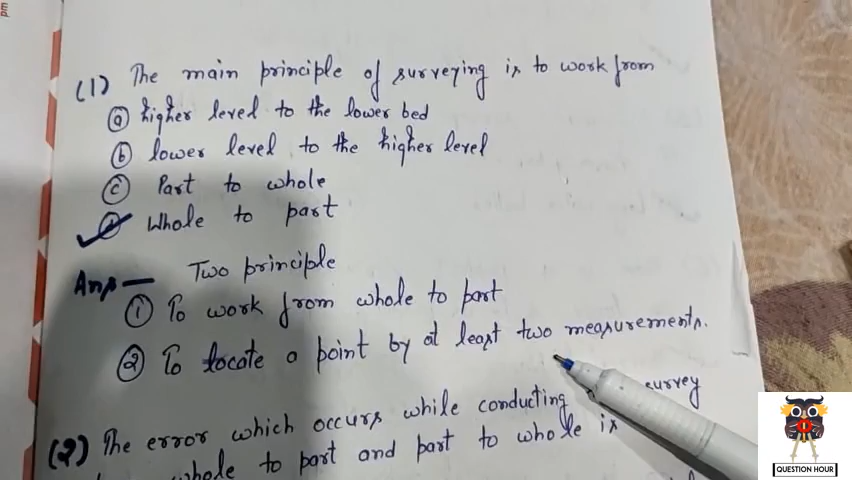 pm
(1) The main principle of surveying is to work from
(a) higher level to the lower bed
(b) lower level to the higher level
(c) Part to whole
Whole to part
Ans— Two principle
(1) To work from whole to part
(2) To locate a point by at least two measurements.
(2) The error which occurs while conducting survey
whole to part and part to whole is
QUESTION HOUR